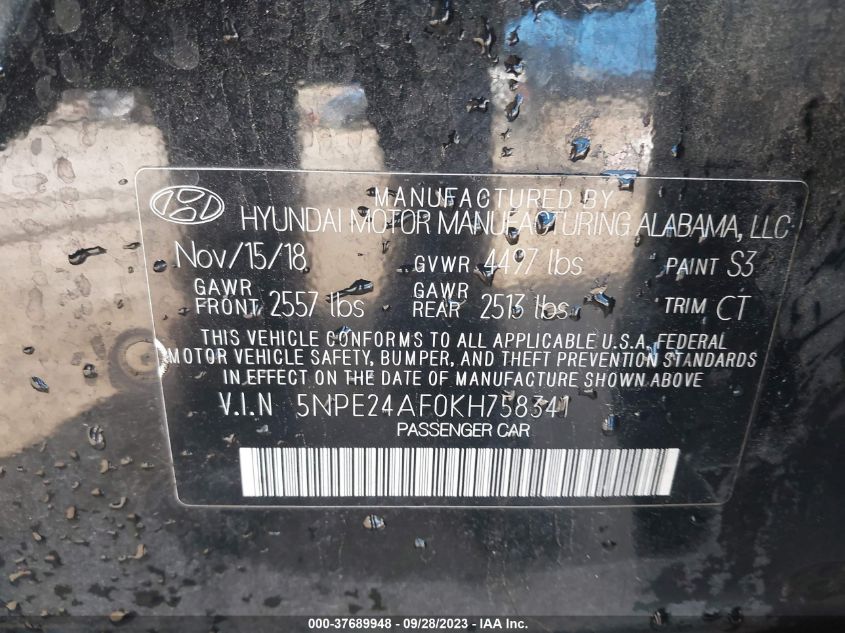 MANUFACTURED BY
HYUNDAI MOTOR MANUFACTURING ALABAMA, LLC
Nov/15/18 GVWR 4497 lbs PAINT S3
GAWR FRONT 2557 lbs GAWR REAR 2513 lbs TRIM CT
THIS VEHICLE CONFORMS TO ALL APPLICABLE U.S.A. FEDERAL
MOTOR VEHICLE SAFETY, BUMPER, AND THEFT PREVENTION STANDARDS
IN EFFECT ON THE DATE OF MANUFACTURE SHOWN ABOVE
V.I.N 5NPE24AF0KH758341
PASSENGER CAR
000-37689948 - 09/28/2023 - IAA Inc.